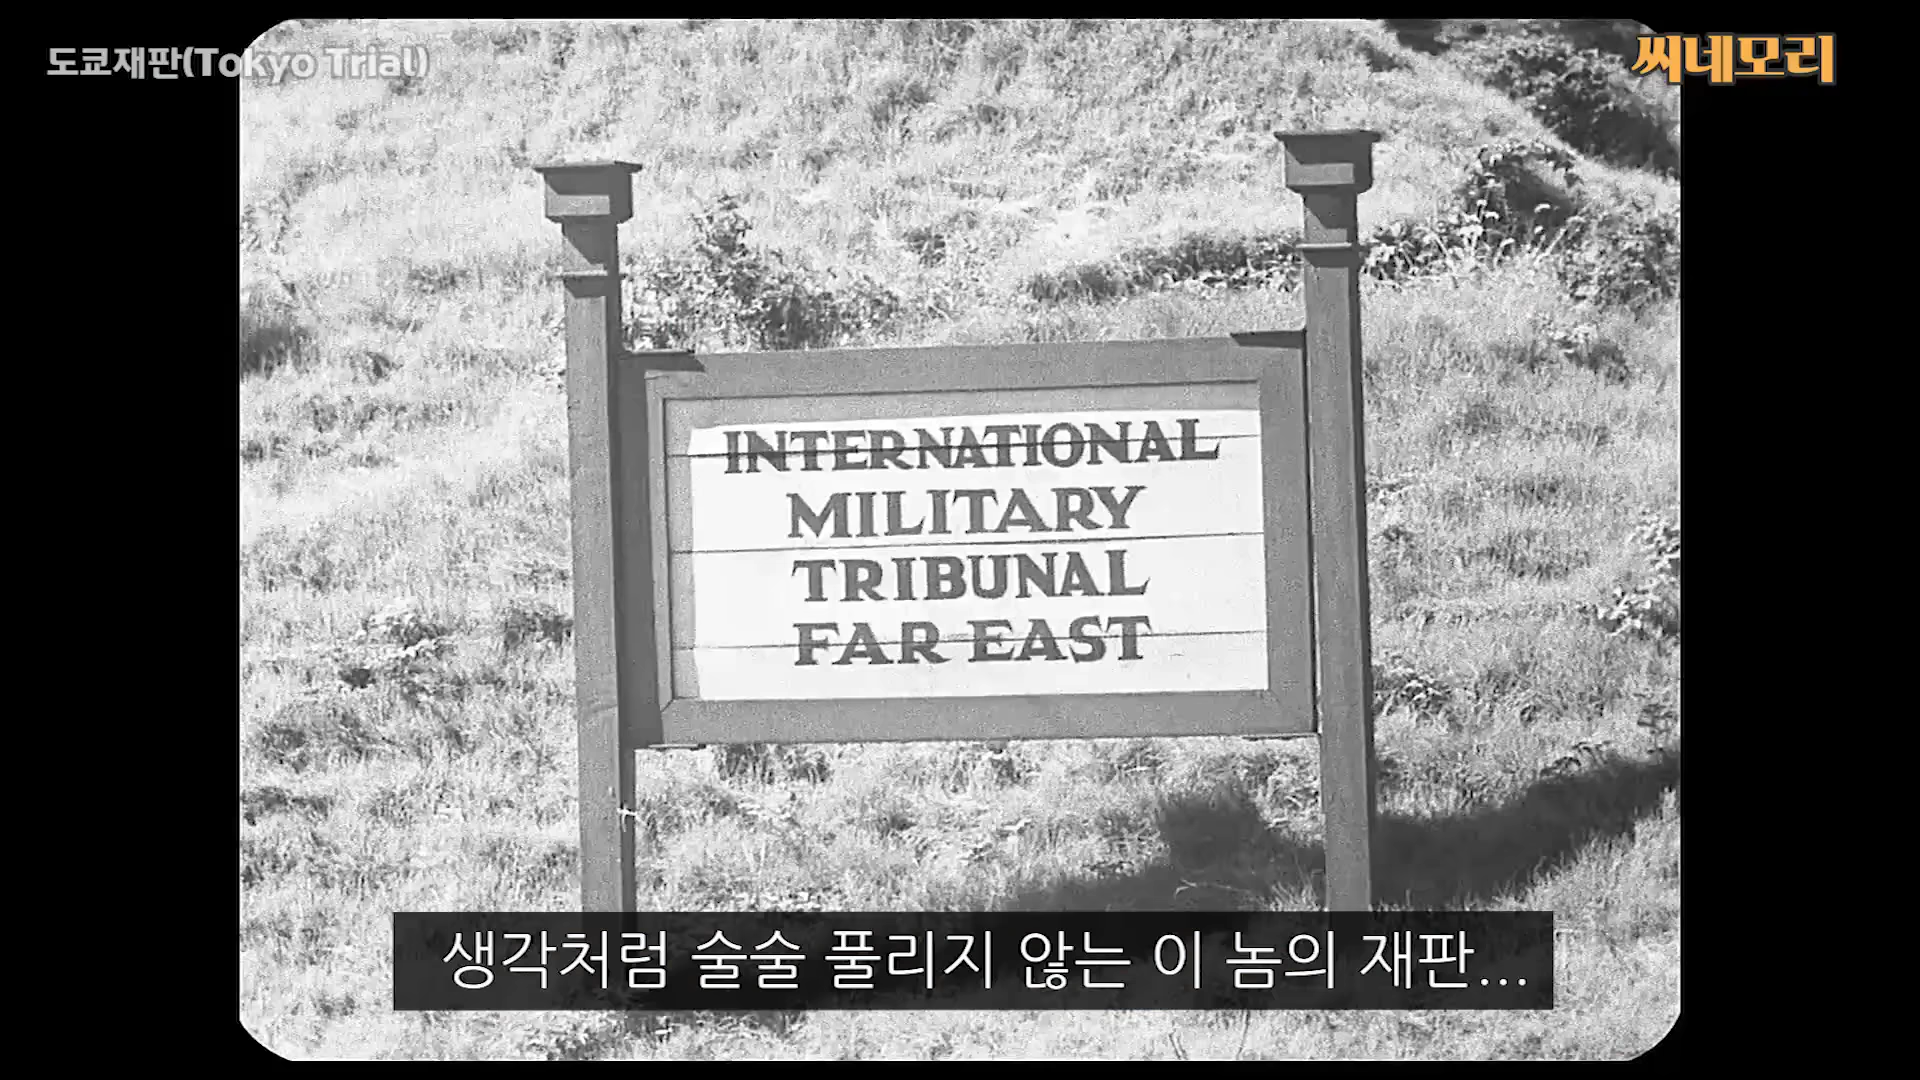 도쿄재판(Tokyo Trial)
씨네모리
INTERNATIONAL
MILITARY
TRIBUNAL
FAR EAST
생각처럼 술술 풀리지 않는 이 놈의 재판...